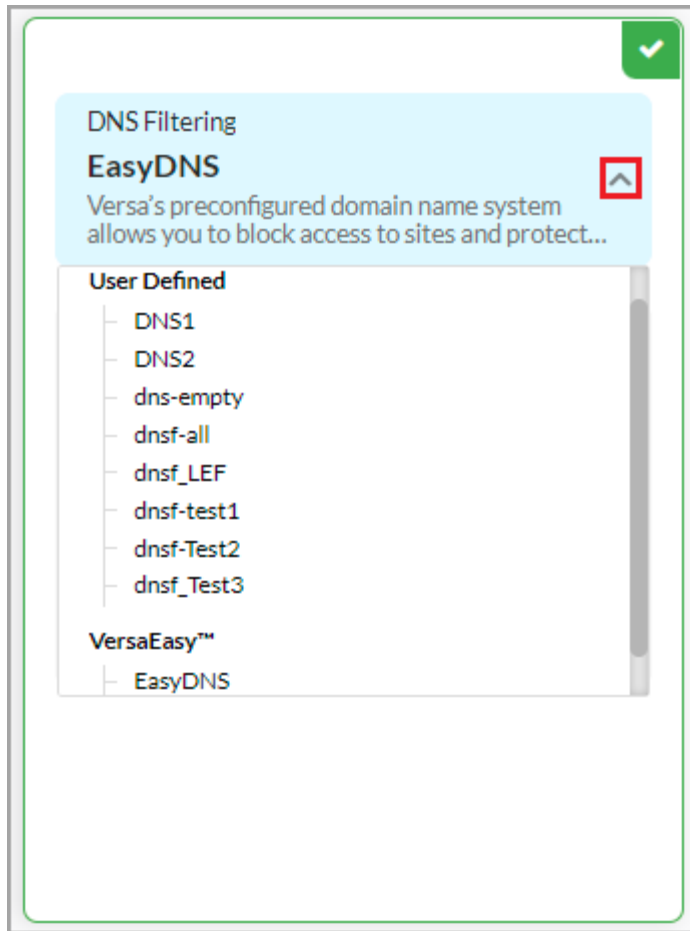 DNS Filtering
EasyDNS
Versa's preconfigured domain name system
allows you to block access to sites and protect...
User Defined
DNS1
DNS2
dns-empty
dnsf-all
dnsf_LEF
dnsf-test1
dnsf-Test2
dnsf_Test3
VersaEasy™
EasyDNS